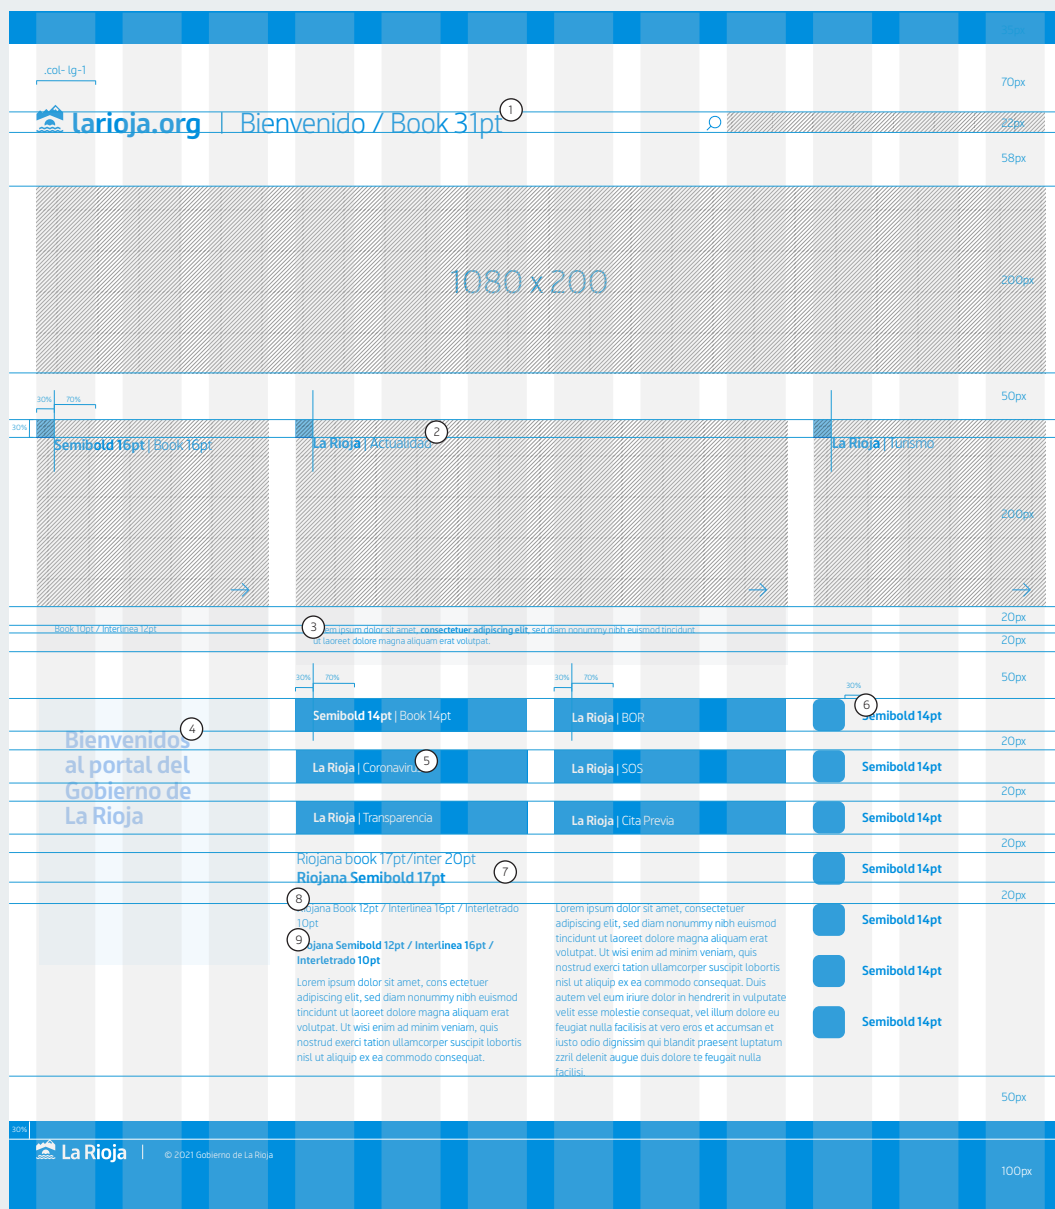 35px
.col- lg-1
70px
1
larioja.org | Bienvenido / Book 31pt
22px
58px
1080 x 200
200px
50px
30% 70%
30%
2
Semibold 16pt | Book 16pt
La Rioja | Actualidad
La Rioja | Turismo
200px
20px
Book 10pt / Interlinea 12pt
3
ipsum dolor sit amet, consectetuer adipiscing elit, sed diam nonummy nibh euismod tincidunt
ut laoreet dolore magna aliquam erat volutpat.
20px
50px
30% 70%
30% 70%
30%
6
Semibold 14pt | Book 14pt
La Rioja | BOR
Semibold 14pt
4
Bienvenidos
al portal del
Gobierno de
La Rioja
20px
5
La Rioja | Coronavirus
La Rioja | SOS
Semibold 14pt
20px
La Rioja | Transparencia
La Rioja | Cita Previa
Semibold 14pt
20px
Riojana book 17pt/inter 20pt
Riojana Semibold 17pt
7
Semibold 14pt
20px
8
Riojana Book 12pt / Interlinea 16pt / Interletrado
10pt
9
Riojana Semibold 12pt / Interlinea 16pt /
Interletrado 10pt
Lorem ipsum dolor sit amet, cons ectetuer
adipiscing elit, sed diam nonummy nibh euismod
tincidunt ut laoreet dolore magna aliquam erat
volutpat. Ut wisi enim ad minim veniam, quis
nostrud exerci tation ullamcorper suscipit lobortis
nisl ut aliquip ex ea commodo consequat.
Lorem ipsum dolor sit amet, consectetuer
adipiscing elit, sed diam nonummy nibh euismod
tincidunt ut laoreet dolore magna aliquam erat
volutpat. Ut wisi enim ad minim veniam, quis
nostrud exerci tation ullamcorper suscipit lobortis
nisl ut aliquip ex ea commodo consequat. Duis
autem vel eum iriure dolor in hendrerit in vulputate
velit esse molestie consequat, vel illum dolore eu
feugiat nulla facilisis at vero eros et accumsan et
iusto odio dignissim qui blandit praesent luptatum
zzril delenit augue duis dolore te feugait nulla
facilisi.
Semibold 14pt
Semibold 14pt
Semibold 14pt
50px
30%
La Rioja | © 2021 Gobierno de La Rioja
100px